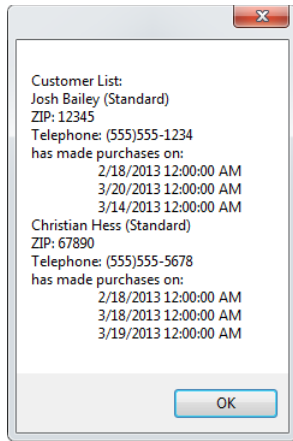 Customer List:
Josh Bailey (Standard)
ZIP: 12345
Telephone: (555)555-1234
has made purchases on:
2/18/2013 12:00:00 AM
3/20/2013 12:00:00 AM
3/14/2013 12:00:00 AM
Christian Hess (Standard)
ZIP: 67890
Telephone: (555)555-5678
has made purchases on:
2/18/2013 12:00:00 AM
3/18/2013 12:00:00 AM
3/19/2013 12:00:00 AM
OK